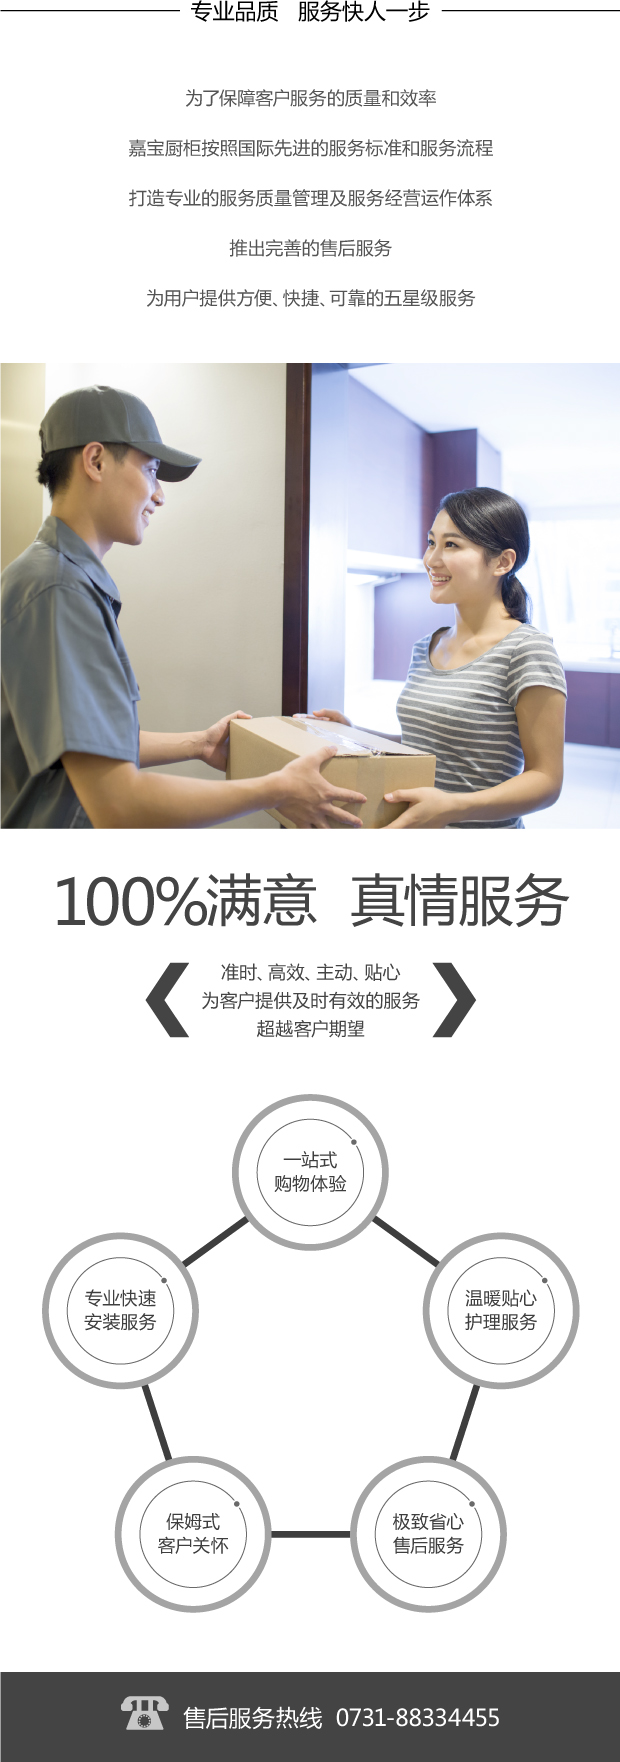 专业品质 服务快人一步
为了保障客户服务的质量和效率
嘉宝厨柜按照国际先进的服务标准和服务流程
打造专业的服务质量管理及服务经营运作体系
推出完善的售后服务
为用户提供方便、快捷、可靠的五星级服务
100%满意 真情服务
准时、高效、主动、贴心
为客户提供及时有效的服务
超越客户期望
一站式
购物体验
专业快速
安装服务
温暖贴心
护理服务
保姆式
客户关怀
极致省心
售后服务
售后服务热线 0731-88334455